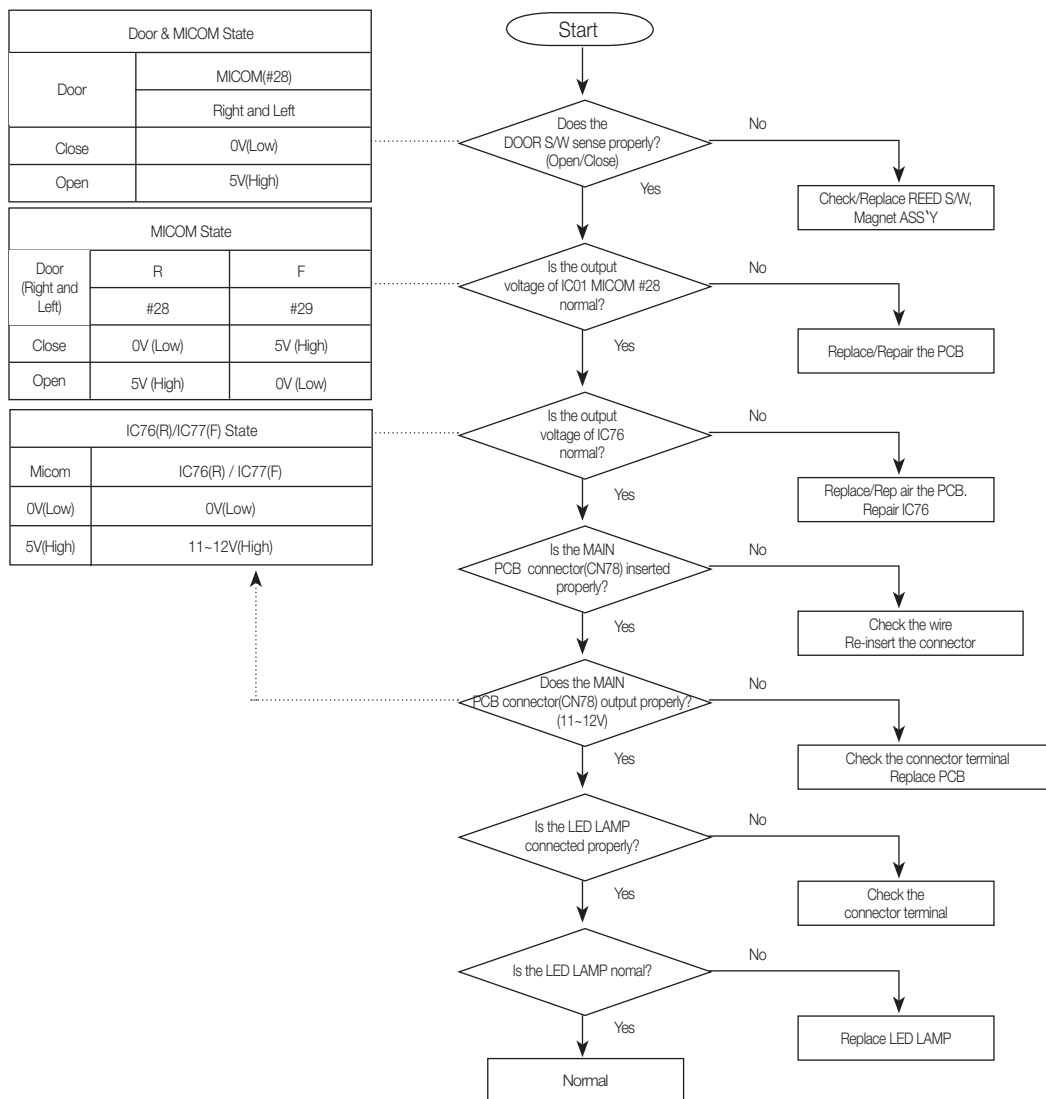 Door & MICOM State
Door
MICOM(#28)
Right and Left
Close
0V(Low)
Open
5V(High)
MICOM State
Door
(Right and
Left)
R
F
#28
#29
Close
0V (Low)
5V (High)
Open
5V (High)
0V (Low)
IC76(R)/IC77(F) State
Micom
IC76(R) / IC77(F)
0V(Low)
0V(Low)
5V(High)
11~12V(High)
Start
Does the
DOOR S/W sense properly?
(Open/Close)
No
Yes
Check/Replace REED S/W,
Magnet ASS`Y
Is the output
voltage of IC01 MICOM #28
normal?
No
Yes
Replace/Repair the PCB
Is the output
voltage of IC76
normal?
No
Yes
Replace/Rep air the PCB.
Repair IC76
Is the MAIN
PCB connector(CN78) inserted
properly?
No
Yes
Check the wire
Re-insert the connector
Does the MAIN
PCB connector(CN78) output properly?
(11~12V)
No
Yes
Check the connector terminal
Replace PCB
Is the LED LAMP
connected properly?
No
Yes
Check the
connector terminal
Is the LED LAMP nomal?
No
Yes
Replace LED LAMP
Normal